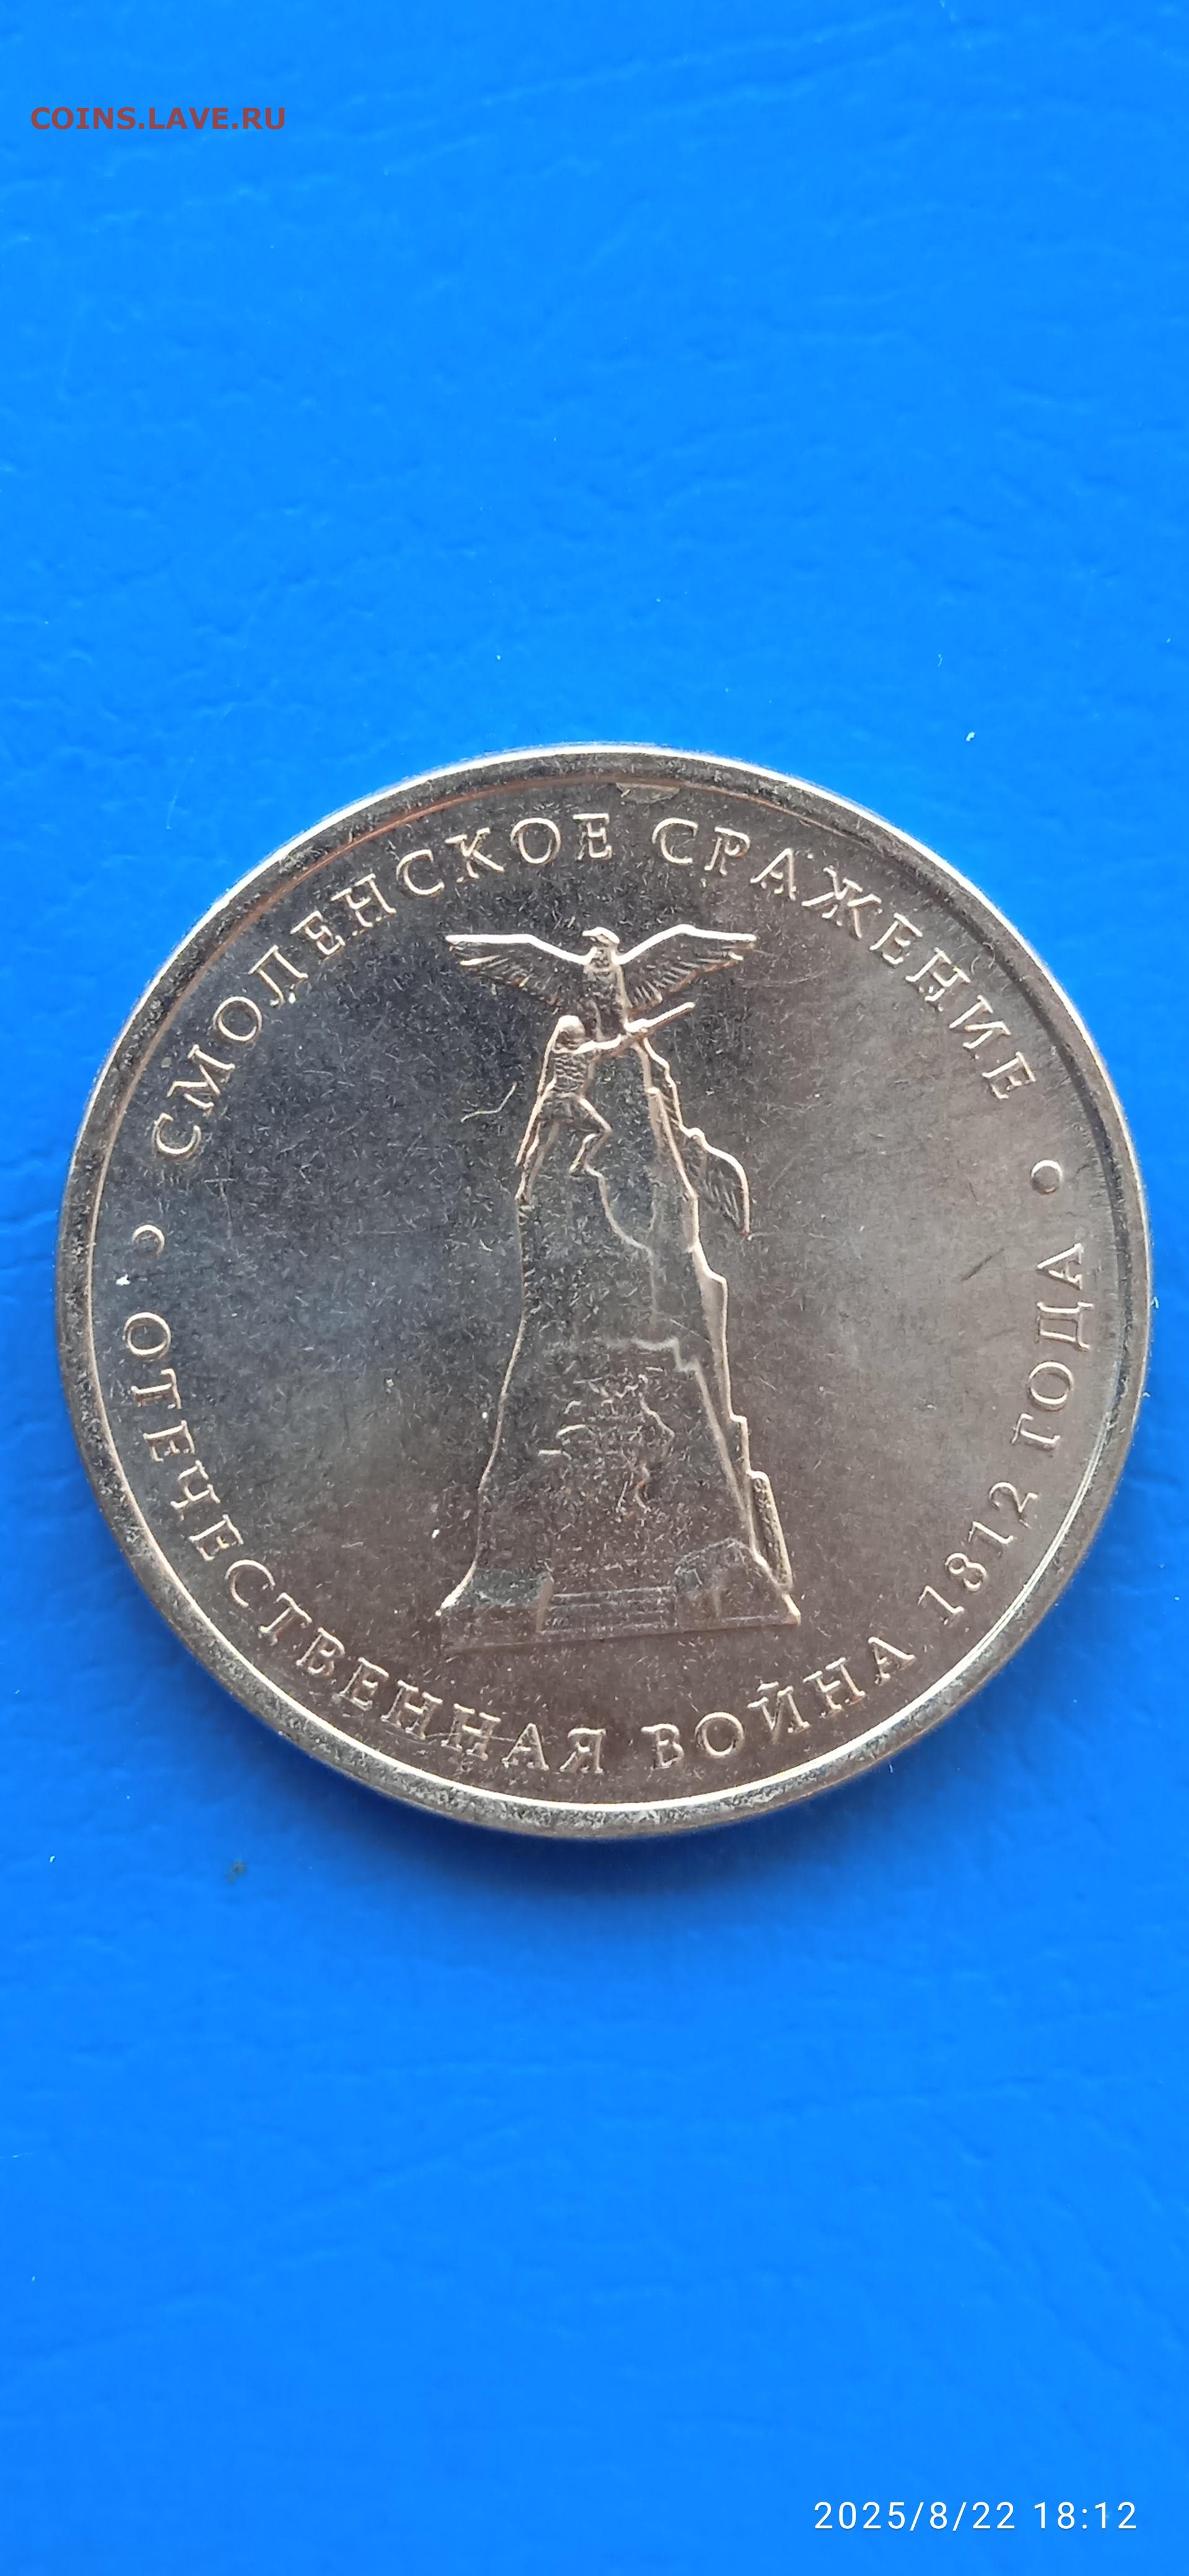 COINS.LAVE.RU
СМОЛЕНСКОЕ СРАЖЕНИЕ
ОТЕЧЕСТВЕННАЯ ВОЙНА 1812 ГОДА
2025/8/22 18:12